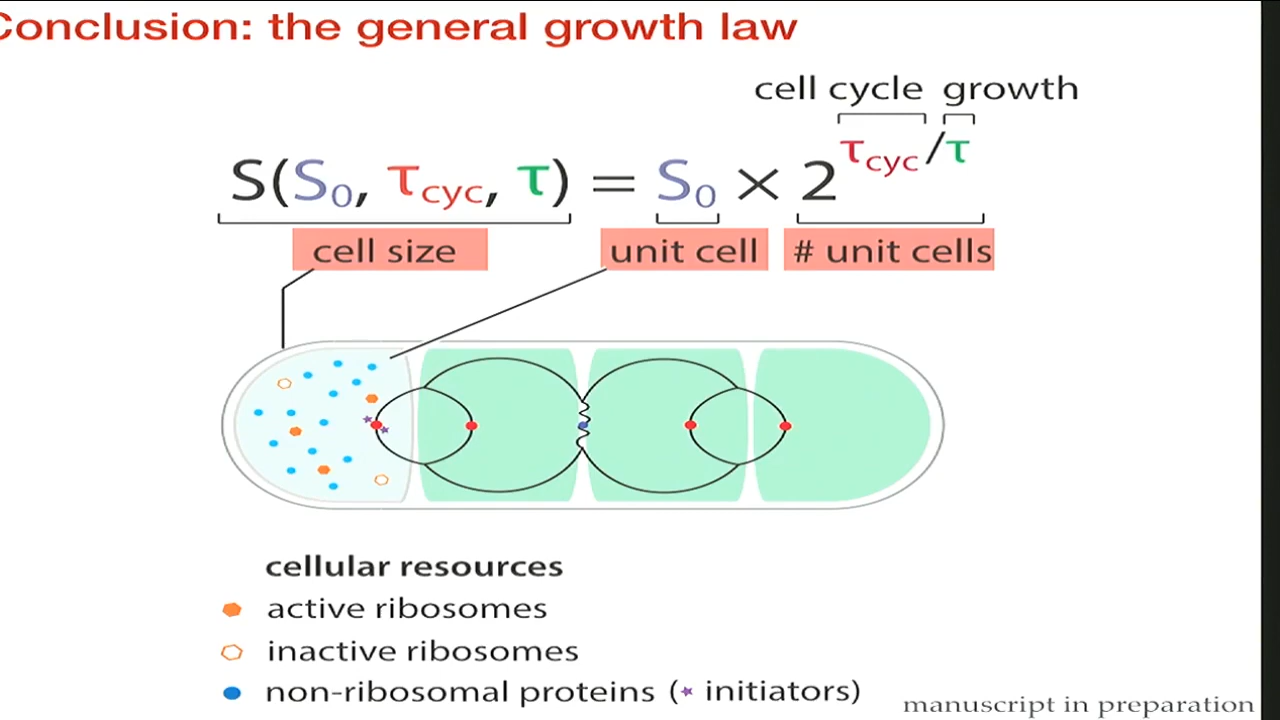 Conclusion: the general growth law
cell cycle growth
S(S₀, τcyc, τ) = S₀ × 2^τcyc/τ
cell size unit cell # unit cells
cellular resources
active ribosomes
inactive ribosomes
non-ribosomal proteins (★ initiators)
manuscript in preparation